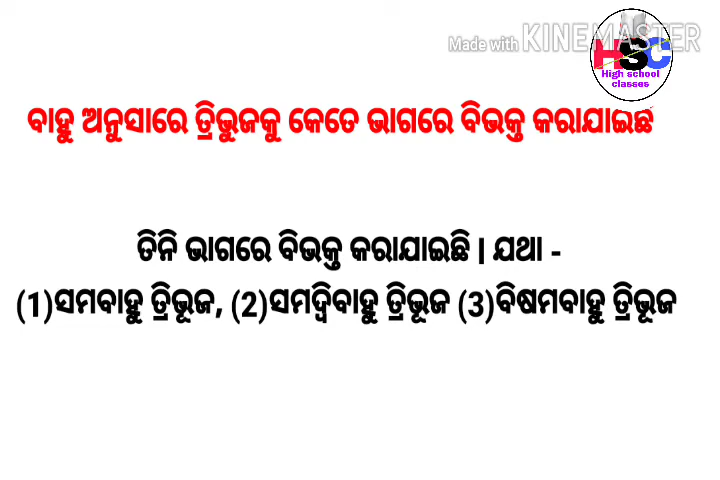 Made with KINEMASTER
HSC
High school
classes
ବାହୁ ଅନୁସାରେ ତ୍ରିଭୁଜକୁ କେତେ ଭାଗରେ ବିଭକ୍ତ କରାଯାଇଛି
ତିନି ଭାଗରେ ବିଭକ୍ତ କରାଯାଇଛି | ଯଥା -
(1)ସମବାହୁ ତ୍ରିଭୂଜ, (2)ସମଦ୍ୱିବାହୁ ତ୍ରିଭୂଜ (3)ବିଷମବାହୁ ତ୍ରିଭୂଜ